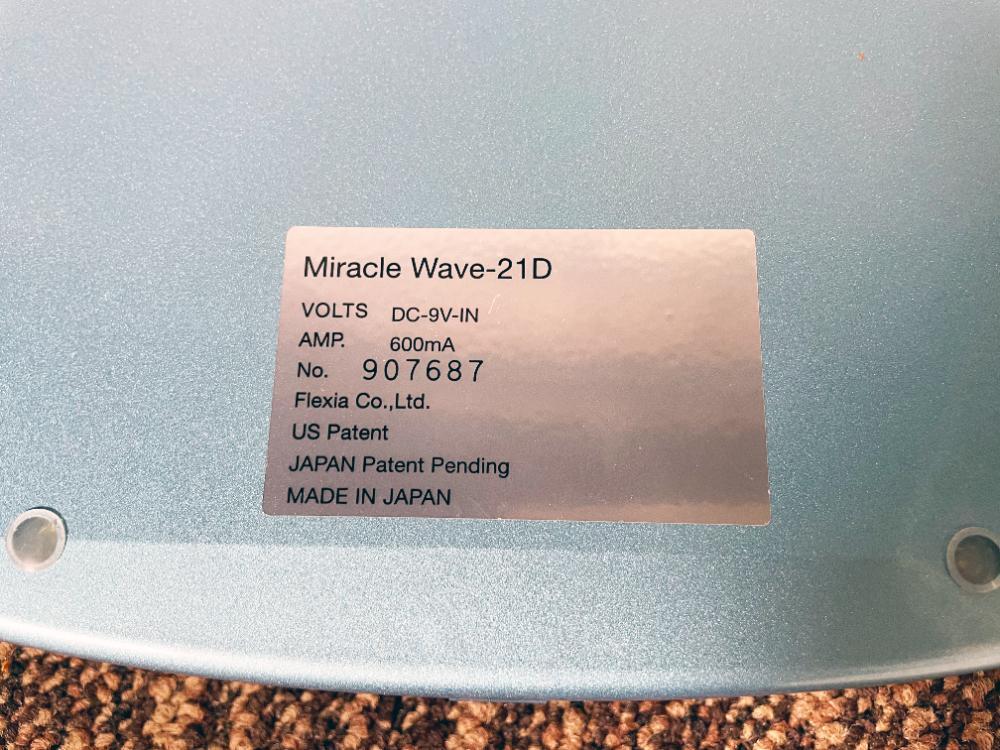 Miracle Wave-21D
VOLTS DC-9V-IN
AMP. 600mA
No. 907687
Flexia Co.,Ltd.
US Patent
JAPAN Patent Pending
MADE IN JAPAN